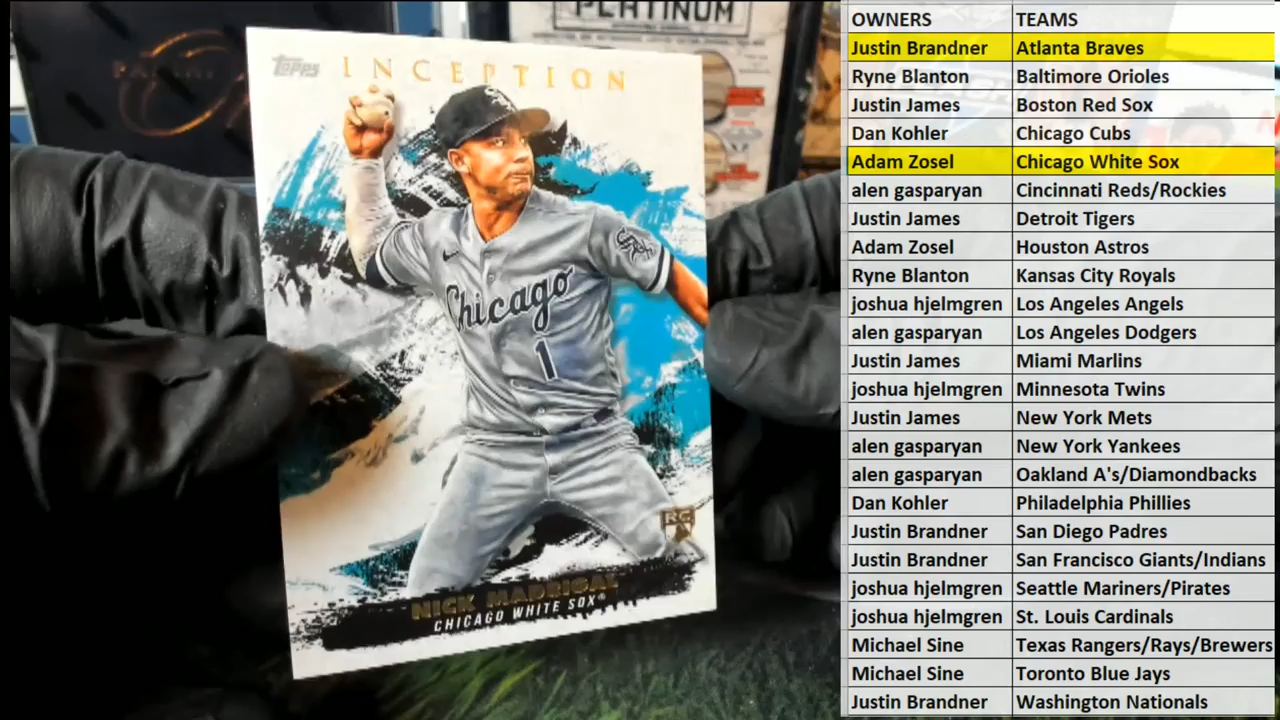 PANINI
PLATINUM
Topps INCEPTION
Chicago
1
RC
NICK MADRIGAL
CHICAGO WHITE SOX®
OWNERS TEAMS
Justin Brandner Atlanta Braves
Ryne Blanton Baltimore Orioles
Justin James Boston Red Sox
Dan Kohler Chicago Cubs
Adam Zosel Chicago White Sox
alen gasparyan Cincinnati Reds/Rockies
Justin James Detroit Tigers
Adam Zosel Houston Astros
Ryne Blanton Kansas City Royals
joshua hjelmgren Los Angeles Angels
alen gasparyan Los Angeles Dodgers
Justin James Miami Marlins
joshua hjelmgren Minnesota Twins
Justin James New York Mets
alen gasparyan New York Yankees
alen gasparyan Oakland A's/Diamondbacks
Dan Kohler Philadelphia Phillies
Justin Brandner San Diego Padres
Justin Brandner San Francisco Giants/Indians
joshua hjelmgren Seattle Mariners/Pirates
joshua hjelmgren St. Louis Cardinals
Michael Sine Texas Rangers/Rays/Brewers
Michael Sine Toronto Blue Jays
Justin Brandner Washington Nationals